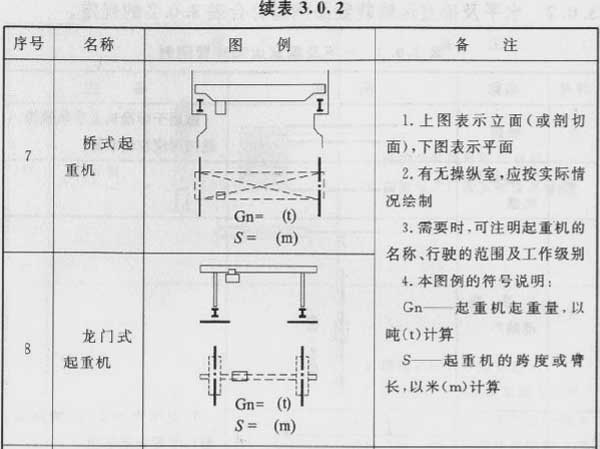 续表 3.0.2
序号 名称 图 例 备 注
7
桥式起
重机
Gn= (t)
S= (m)
8
龙门式
起重机
Gn= (t)
S= (m)
1.上图表示立面(或剖切
面),下图表示平面
2.有无操纵室,应按实际情
况绘制
3.需要时,可注明起重机的
名称、行驶的范围及工作级别
4.本图例的符号说明:
Gn——起重机起重量,以
吨(t)计算
S——起重机的跨度或臂
长,以米(m)计算